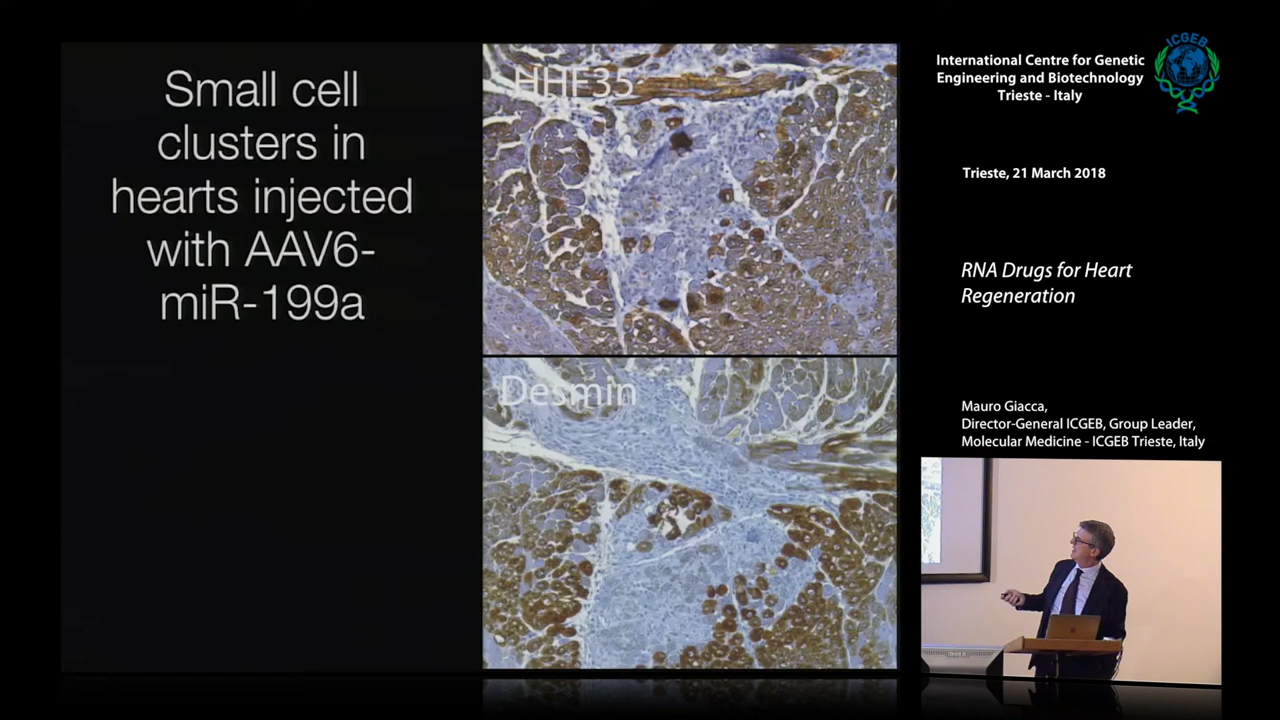 Small cell
clusters in
hearts injected
with AAV6-
miR-199a
HHF35
Desmin
ICGEB
International Centre for Genetic
Engineering and Biotechnology
Trieste - Italy
Trieste, 21 March 2018
RNA Drugs for Heart
Regeneration
Mauro Giacca,
Director-General ICGEB, Group Leader,
Molecular Medicine - ICGEB Trieste, Italy